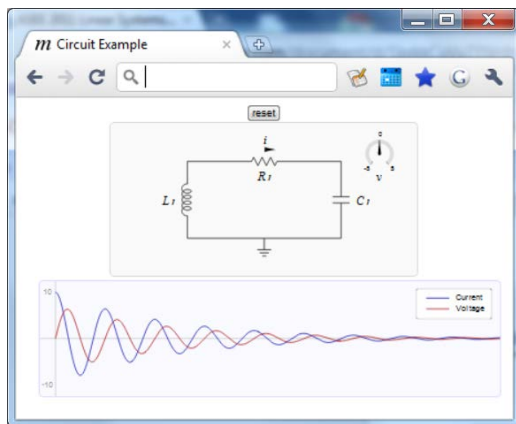 m Circuit Example
reset
i
R1
L1
C1
0
-5 5
v
10
-10
Current
Voltage